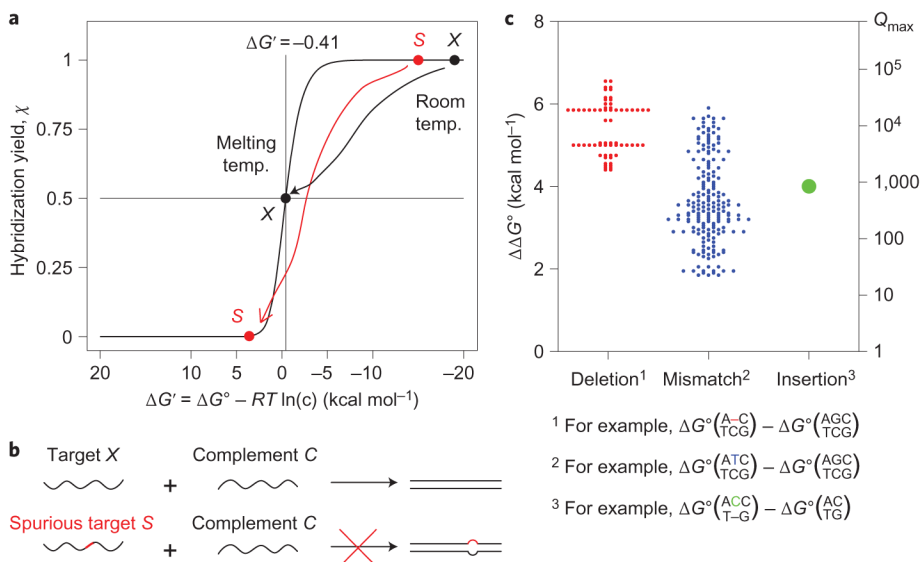 a
ΔG′ = –0.41
S
X
1
0.75
0.5
0.25
0
Hybridization yield, χ
Melting
temp.
Room
temp.
X
S
20
15
10
5
0
–5
–10
–15
–20
ΔG′ = ΔG° – RT ln(c) (kcal mol⁻¹)
b
Target X
Complement C
+
Spurious target S
Complement C
+
c
8
6
4
2
0
ΔΔG° (kcal mol⁻¹)
Qmax
10⁵
10⁴
1,000
100
10
1
Deletion¹
Mismatch²
Insertion³
¹ For example, ΔG°(A–C/TCG) – ΔG°(AGC/TCG)
² For example, ΔG°(ATC/TCG) – ΔG°(AGC/TCG)
³ For example, ΔG°(ACC/T–G) – ΔG°(AC/TG)